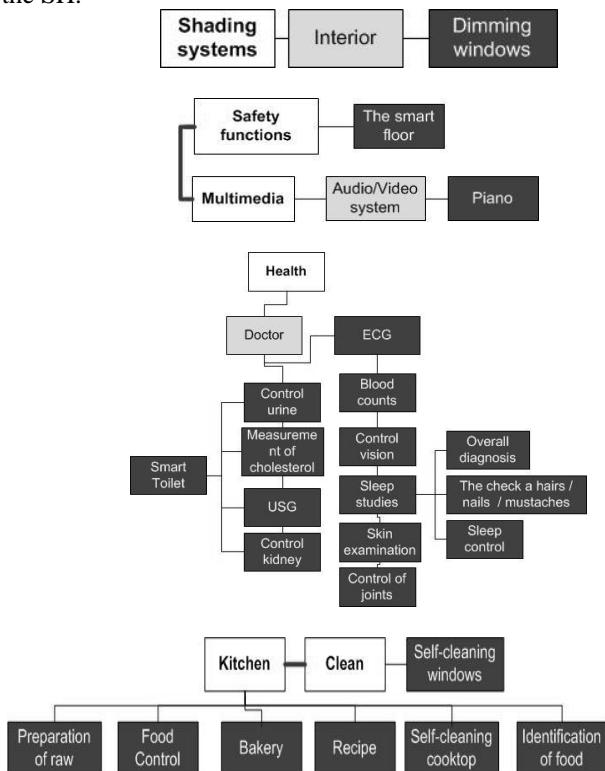 the SH.
Shading
systems
Interior
Dimming
windows
Safety
functions
The smart
floor
Multimedia
Audio/Video
system
Piano
Health
Doctor
ECG
Control
urine
Measureme
nt of
cholesterol
USG
Control
kidney
Smart
Toilet
Blood
counts
Control
vision
Sleep
studies
Skin
examination
Control of
joints
Overall
diagnosis
The check a hairs /
nails / mustaches
Sleep
control
Kitchen
Clean
Self-cleaning
windows
Preparation
of raw
Food
Control
Bakery
Recipe
Self-cleaning
cooktop
Identification
of food